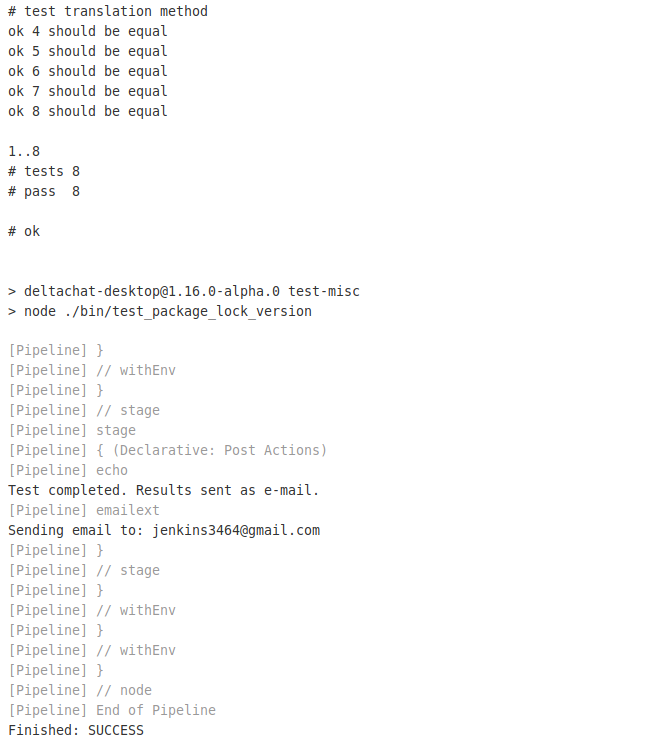 # test translation method
ok 4 should be equal
ok 5 should be equal
ok 6 should be equal
ok 7 should be equal
ok 8 should be equal
1..8
# tests 8
# pass  8
# ok
> deltachat-desktop@1.16.0-alpha.0 test-misc
> node ./bin/test_package_lock_version
[Pipeline] }
[Pipeline] // withEnv
[Pipeline] }
[Pipeline] // stage
[Pipeline] stage
[Pipeline] { (Declarative: Post Actions)
[Pipeline] echo
Test completed. Results sent as e-mail.
[Pipeline] emailext
Sending email to: jenkins3464@gmail.com
[Pipeline] }
[Pipeline] // stage
[Pipeline] }
[Pipeline] // withEnv
[Pipeline] }
[Pipeline] // withEnv
[Pipeline] }
[Pipeline] // node
[Pipeline] End of Pipeline
Finished: SUCCESS